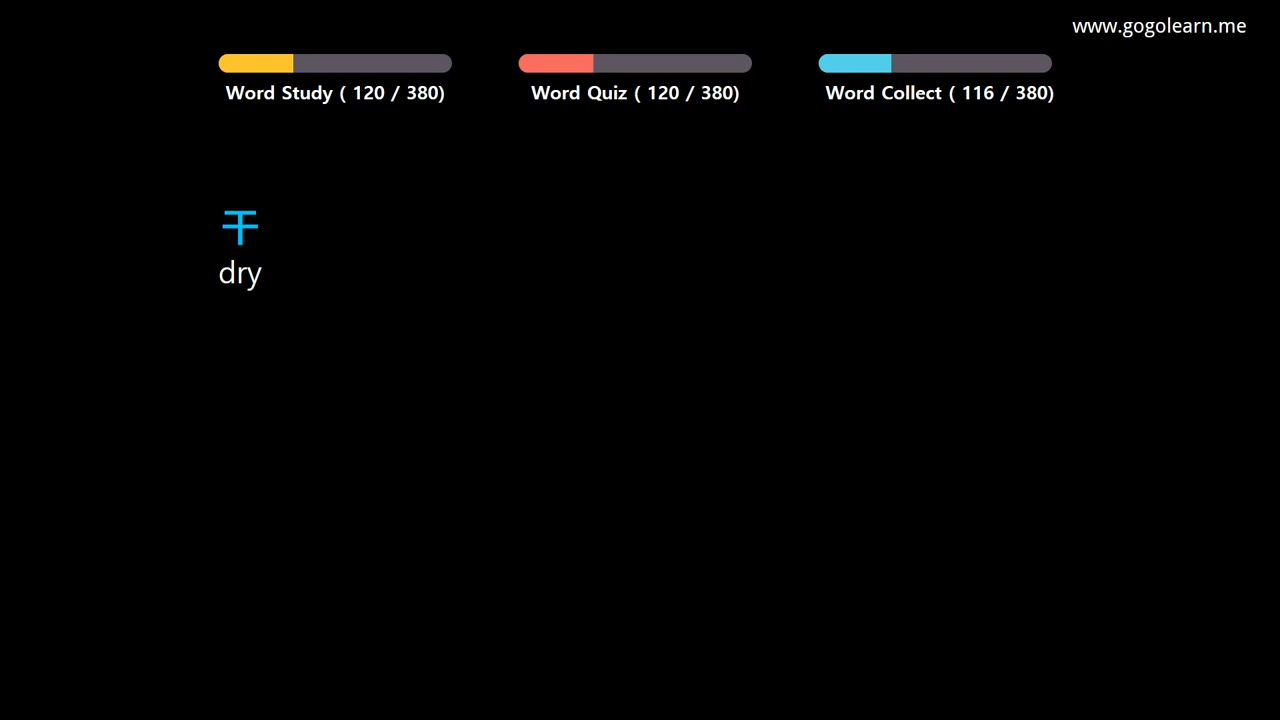 www.gogolearn.me
Word Study ( 120 / 380)
Word Quiz ( 120 / 380)
Word Collect ( 116 / 380)
干
dry